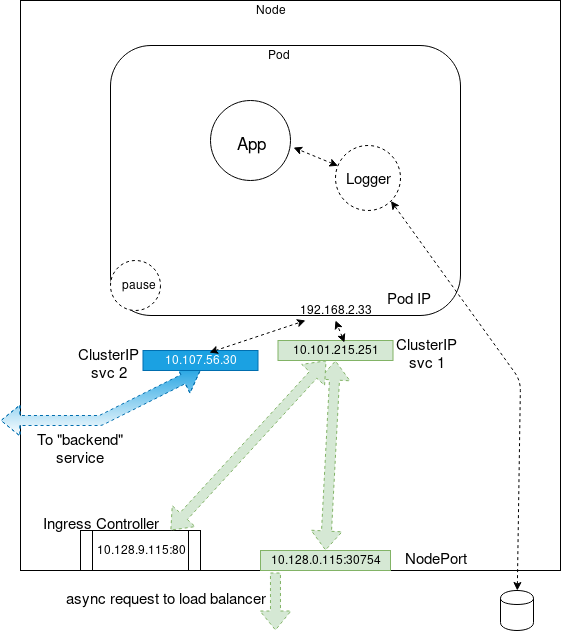 Node
Pod
App
Logger
pause
Pod IP
192.168.2.33
ClusterIP
svc 2
10.107.56.30
10.101.215.251
ClusterIP
svc 1
To "backend"
service
Ingress Controller
10.128.9.115:80
10.128.0.115:30754
NodePort
async request to load balancer